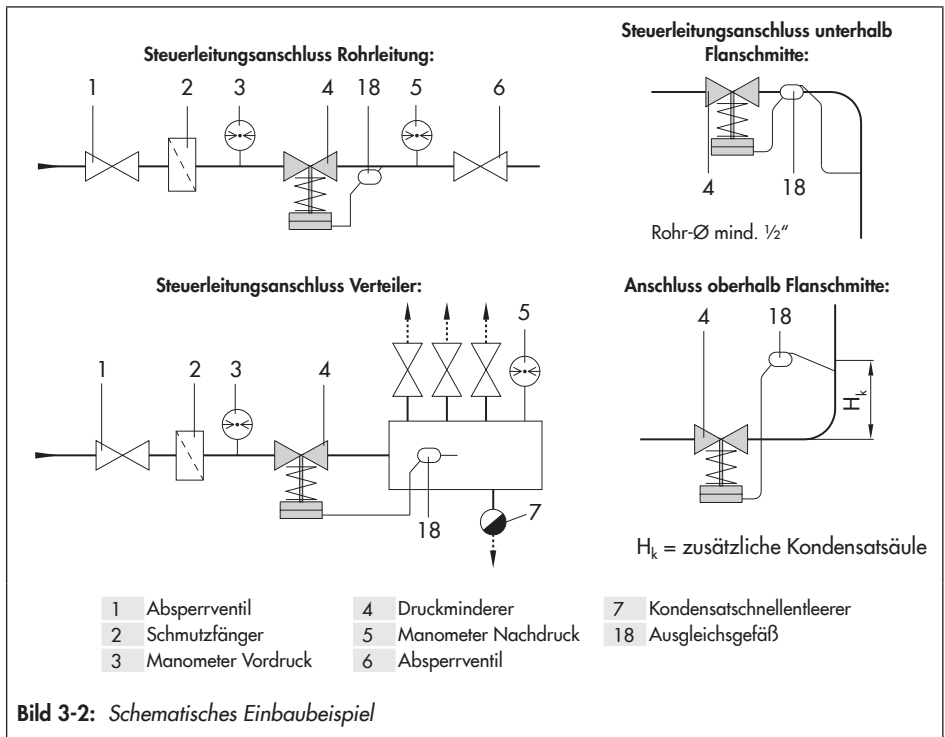 Steuerleitungsanschluss Rohrleitung:
1 2 3 4 18 5 6
Steuerleitungsanschluss unterhalb
Flanschmitte:
4 18
Rohr-Ø mind. ½“
Steuerleitungsanschluss Verteiler:
1 2 3 4 5
18 7
Anschluss oberhalb Flanschmitte:
4 18
Hk
Hk = zusätzliche Kondensatsäule
1 Absperrventil
2 Schmutzfänger
3 Manometer Vordruck
4 Druckminderer
5 Manometer Nachdruck
6 Absperrventil
7 Kondensatschnellentleerer
18 Ausgleichsgefäß
Bild 3-2: Schematisches Einbaubeispiel